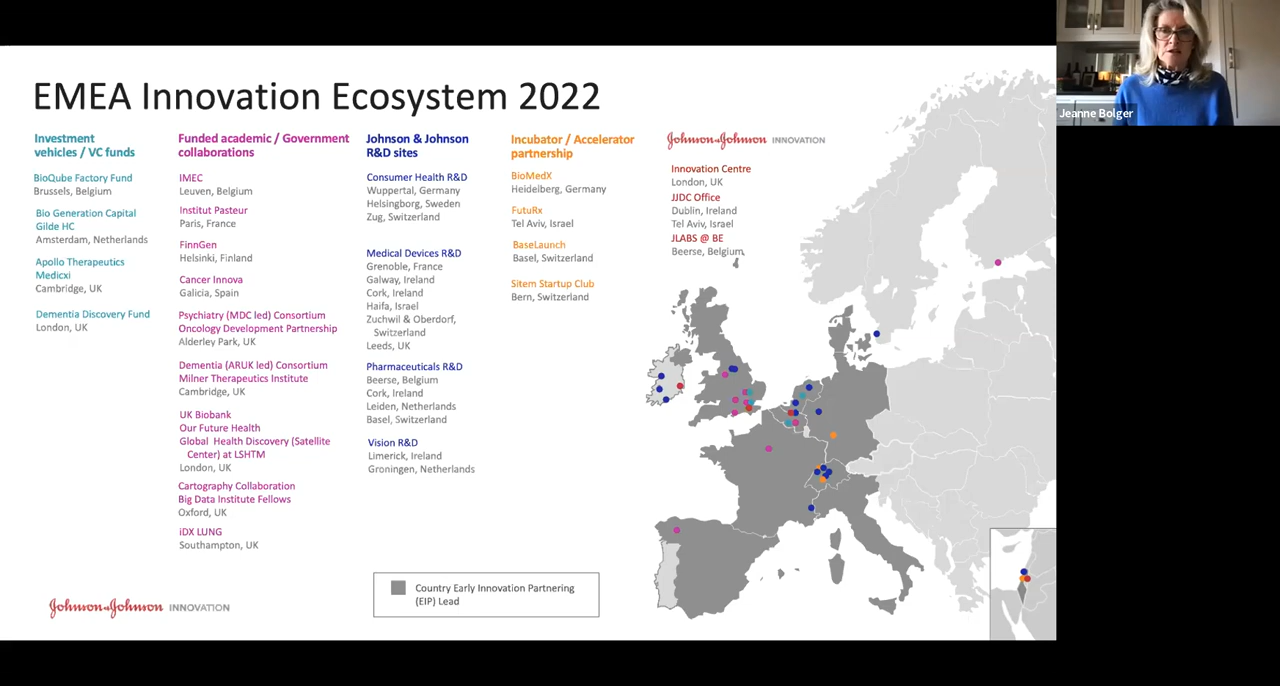 EMEA Innovation Ecosystem 2022
Investment
vehicles / VC funds
BioQube Factory Fund
Brussels, Belgium
Bio Generation Capital
Gilde HC
Amsterdam, Netherlands
Apollo Therapeutics
Medicxi
Cambridge, UK
Dementia Discovery Fund
London, UK
Funded academic / Government
collaborations
IMEC
Leuven, Belgium
Institut Pasteur
Paris, France
FinnGen
Helsinki, Finland
Cancer Innova
Galicia, Spain
Psychiatry (MDC led) Consortium
Oncology Development Partnership
Alderley Park, UK
Dementia (ARUK led) Consortium
Milner Therapeutics Institute
Cambridge, UK
UK Biobank
Our Future Health
Global Health Discovery (Satellite
Center) at LSHTM
London, UK
Cartography Collaboration
Big Data Institute Fellows
Oxford, UK
iDX LUNG
Southampton, UK
Johnson & Johnson
R&D sites
Consumer Health R&D
Wuppertal, Germany
Helsingborg, Sweden
Zug, Switzerland
Medical Devices R&D
Grenoble, France
Galway, Ireland
Cork, Ireland
Haifa, Israel
Zuchwil & Oberdorf,
Switzerland
Leeds, UK
Pharmaceuticals R&D
Beerse, Belgium
Cork, Ireland
Leiden, Netherlands
Basel, Switzerland
Vision R&D
Limerick, Ireland
Groningen, Netherlands
Incubator / Accelerator
partnership
BioMedX
Heidelberg, Germany
FutuRx
Tel Aviv, Israel
BaseLaunch
Basel, Switzerland
Sitem Startup Club
Bern, Switzerland
Johnson & Johnson INNOVATION
Innovation Centre
London, UK
JJDC Office
Dublin, Ireland
Tel Aviv, Israel
JLABS @ BE
Beerse, Belgium
Country Early Innovation Partnering
(EIP) Lead
Johnson & Johnson INNOVATION
Jeanne Bolger